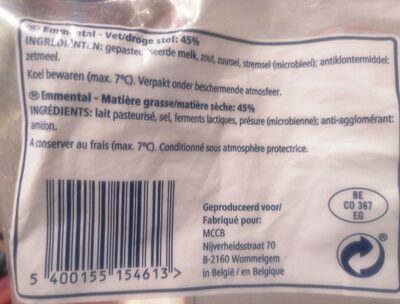 Emmental - Vet/droge stof: 45%
INGREDIËNTEN: gepasteuriseerde melk, zout, zuursel, stremsel (microbieel); antiklontermiddel:
zetmeel.
Koel bewaren (max. 7°C). Verpakt onder beschermende atmosfeer.
Emmental - Matière grasse/matière sèche: 45%
INGRÉDIENTS: lait pasteurisé, sel, ferments lactiques, présure (microbienne); anti-agglomérant:
amidon.
A conserver au frais (max. 7°C). Conditionné sous atmosphère protectrice.
Geproduceerd voor/
Fabriqué pour:
MCCB
Nijverheidsstraat 70
B-2160 Wommelgem
in België / en Belgique
BE
CO 367
EG
®
5 400155 154613 >